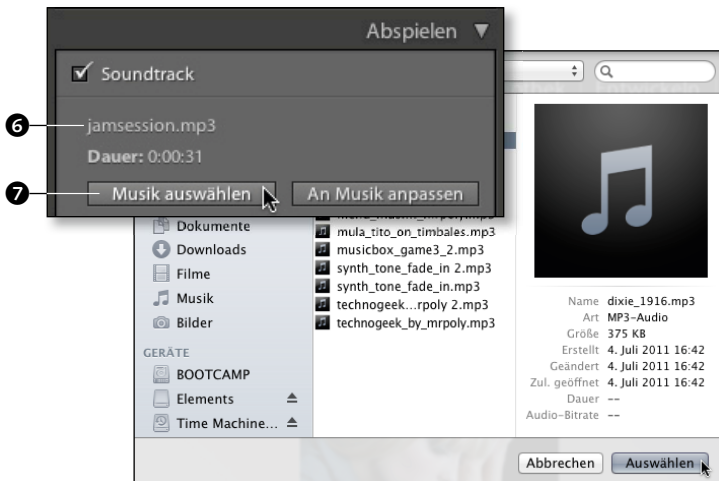 Abspielen
Soundtrack
6
jamsession.mp3
Dauer: 0:00:31
7
Musik auswählen
An Musik anpassen
Dokumente
Downloads
Filme
Musik
Bilder
GERÄTE
BOOTCAMP
Elements
Time Machine...
mula_tito_on_timbales.mp3
musicbox_game3_2.mp3
synth_tone_fade_in 2.mp3
synth_tone_fade_in.mp3
technogeek...rpoly 2.mp3
technogeek_by_mrpoly.mp3
Name dixie_1916.mp3
Art MP3-Audio
Größe 375 KB
Erstellt 4. Juli 2011 16:42
Geändert 4. Juli 2011 16:42
Zul. geöffnet 4. Juli 2011 16:42
Dauer --
Audio-Bitrate --
Abbrechen
Auswählen